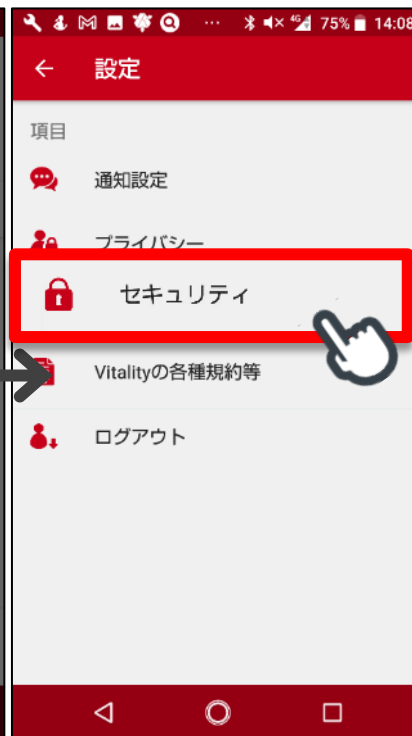 4G 75% 14:08
設定
項目
通知設定
プライバシー
セキュリティ
Vitalityの各種規約等
ログアウト